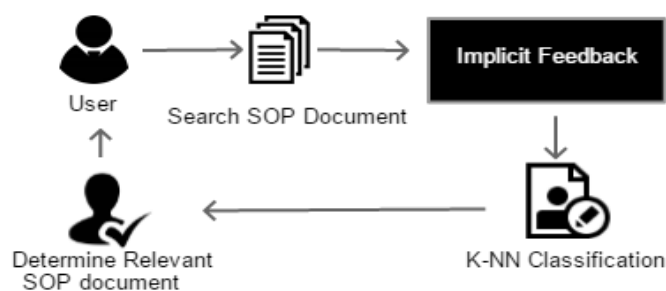 Implicit Feedback
User
Search SOP Document
Determine Relevant
SOP document
K-NN Classification